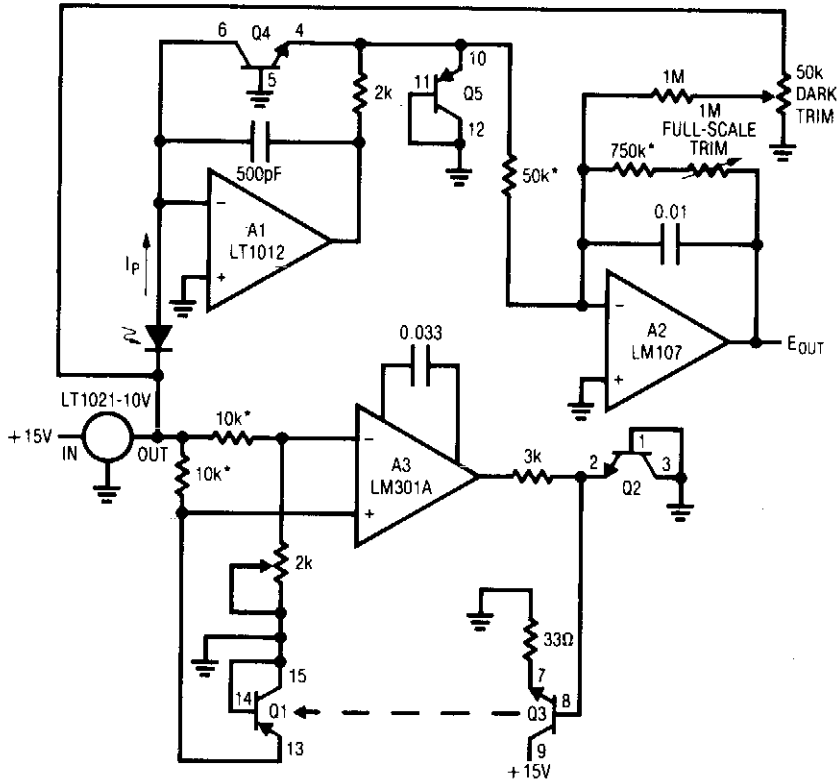 6 Q4 4
5
10
11 Q5
12
2k
500pF
A1
LT1012
−
+
I_P
50k*
1M
50k
DARK
TRIM
1M
FULL-SCALE
TRIM
750k*
0.01
−
+
A2
LM107
E_OUT
LT1021-10V
+15V
IN
OUT
10k*
10k*
0.033
−
+
A3
LM301A
3k
1
2
3
Q2
2k
33Ω
15
14
Q1
13
7
Q3
8
9
+15V